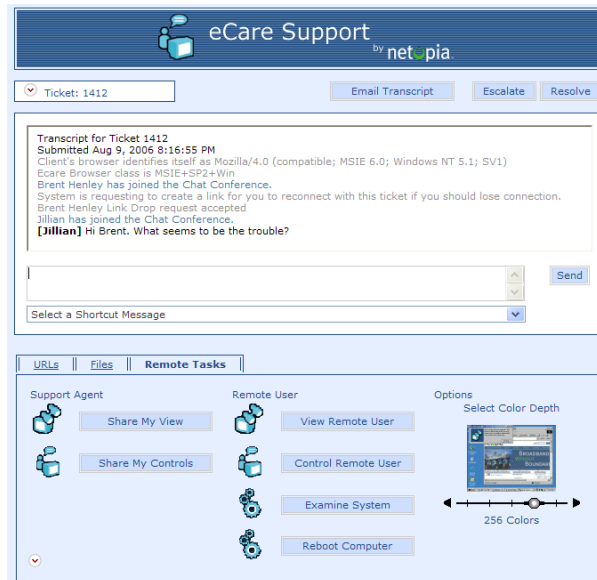 eCare Support
by netopia.
Ticket: 1412
Email Transcript
Escalate
Resolve
Transcript for Ticket 1412
Submitted Aug 9, 2006 8:16:55 PM
Client's browser identifies itself as Mozilla/4.0 (compatible; MSIE 6.0; Windows NT 5.1; SV1)
Ecare Browser class is MSIE+SP2+Win
Brent Henley has joined the Chat Conference.
System is requesting to create a link for you to reconnect with this ticket if you should lose connection.
Brent Henley Link Drop request accepted
Jillian has joined the Chat Conference.
[Jillian] Hi Brent. What seems to be the trouble?
Send
Select a Shortcut Message
URLs || Files || Remote Tasks
Support Agent
Remote User
Options
Select Color Depth
Share My View
View Remote User
Share My Controls
Control Remote User
BROADBAND
BOUNDAR
Examine System
256 Colors
Reboot Computer